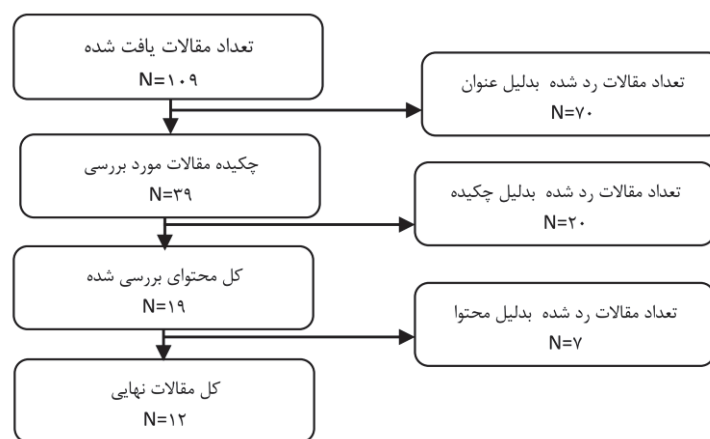 تعداد مقالات یافت شده
N=۱۰۹
تعداد مقالات رد شده بدلیل عنوان
N=۷۰
چکیده مقالات مورد بررسی
N=۳۹
تعداد مقالات رد شده بدلیل چکیده
N=۲۰
کل محتوای بررسی شده
N=۱۹
تعداد مقالات رد شده بدلیل محتوا
N=۷
کل مقالات نهایی
N=۱۲